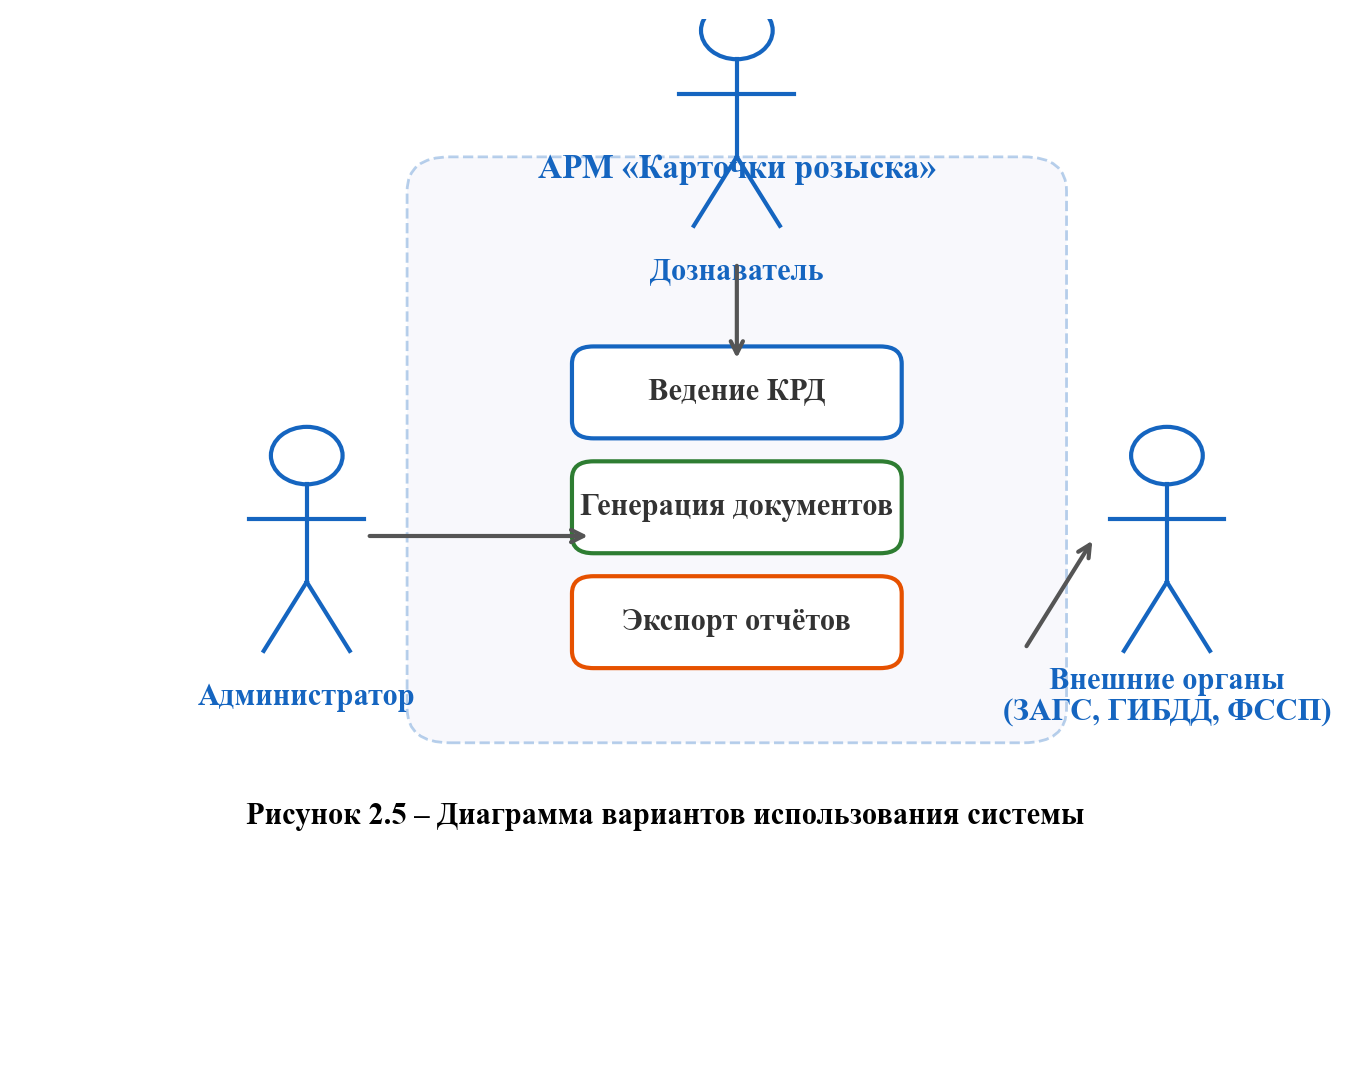 АРМ «Карточки розыска»
Дознаватель
Ведение КРД
Генерация документов
Экспорт отчётов
Администратор
Внешние органы
(ЗАГС, ГИБДД, ФССП)
Рисунок 2.5 – Диаграмма вариантов использования системы